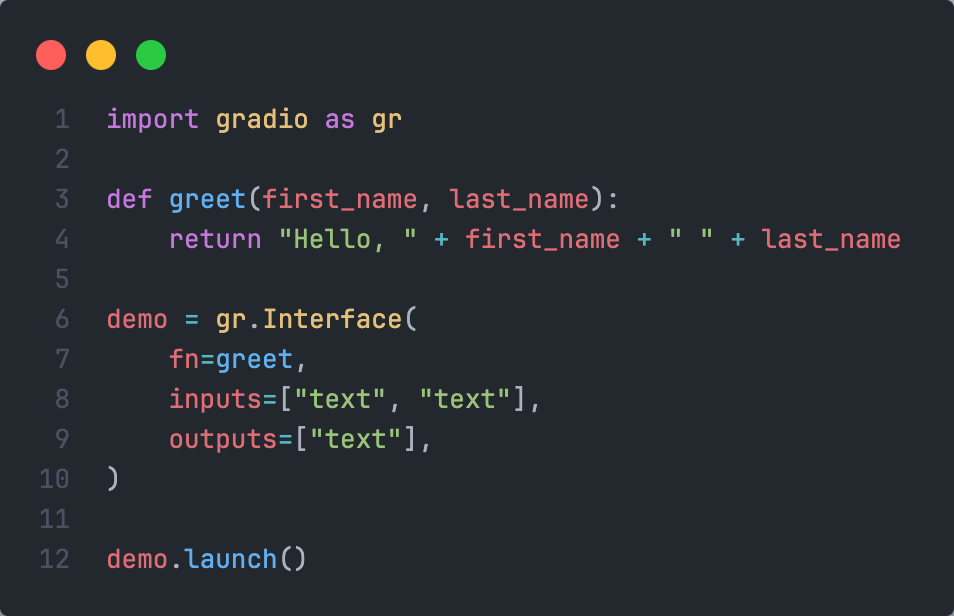 1 import gradio as gr
2
3 def greet(first_name, last_name):
4     return "Hello, " + first_name + " " + last_name
5
6 demo = gr.Interface(
7     fn=greet,
8     inputs=["text", "text"],
9     outputs=["text"],
10 )
11
12 demo.launch()